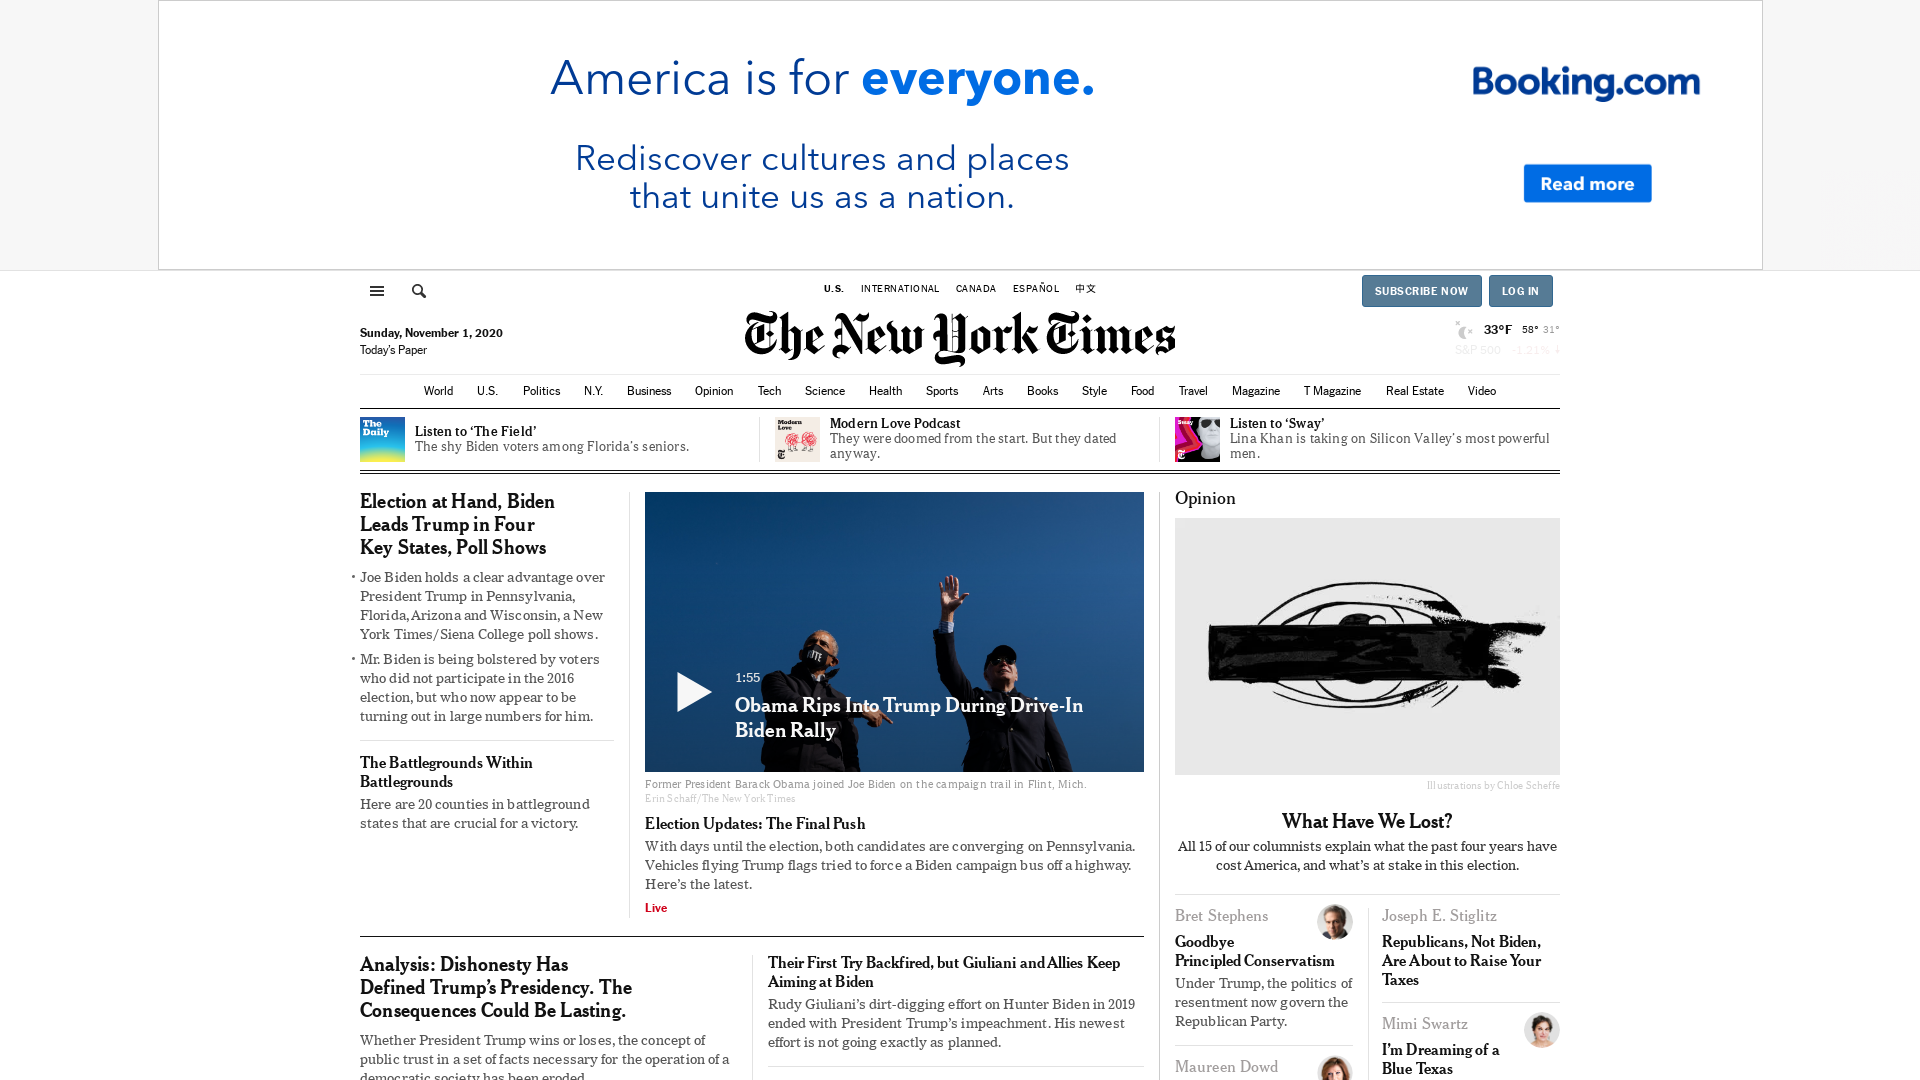 America is for everyone.
Booking.com
Rediscover cultures and places
that unite us as a nation.
Read more
U.S. INTERNATIONAL CANADA ESPAÑOL 中文
SUBSCRIBE NOW LOG IN
Sunday, November 1, 2020
Today's Paper
The New York Times
33°F 58° 31°
S&P 500 -1.21%
World U.S. Politics N.Y. Business Opinion Tech Science Health Sports Arts Books Style Food Travel Magazine T Magazine Real Estate Video
The
Daily
Listen to ‘The Field’
The shy Biden voters among Florida’s seniors.
Modern
Love
Modern Love Podcast
They were doomed from the start. But they dated
anyway.
Sway
Listen to ‘Sway’
Lina Khan is taking on Silicon Valley’s most powerful
men.
Election at Hand, Biden
Leads Trump in Four
Key States, Poll Shows
• Joe Biden holds a clear advantage over
President Trump in Pennsylvania,
Florida, Arizona and Wisconsin, a New
York Times/Siena College poll shows.
• Mr. Biden is being bolstered by voters
who did not participate in the 2016
election, but who now appear to be
turning out in large numbers for him.
The Battlegrounds Within
Battlegrounds
Here are 20 counties in battleground
states that are crucial for a victory.
VOTE
1:55
Obama Rips Into Trump During Drive-In
Biden Rally
Former President Barack Obama joined Joe Biden on the campaign trail in Flint, Mich.
Erin Schaff/The New York Times
Election Updates: The Final Push
With days until the election, both candidates are converging on Pennsylvania.
Vehicles flying Trump flags tried to force a Biden campaign bus off a highway.
Here’s the latest.
Live
Analysis: Dishonesty Has
Defined Trump’s Presidency. The
Consequences Could Be Lasting.
Whether President Trump wins or loses, the concept of
public trust in a set of facts necessary for the operation of a
democratic society has been eroded.
Their First Try Backfired, but Giuliani and Allies Keep
Aiming at Biden
Rudy Giuliani’s dirt-digging effort on Hunter Biden in 2019
ended with President Trump’s impeachment. His newest
effort is not going exactly as planned.
Opinion
Illustrations by Chloe Scheffe
What Have We Lost?
All 15 of our columnists explain what the past four years have
cost America, and what’s at stake in this election.
Bret Stephens
Goodbye
Principled Conservatism
Under Trump, the politics of
resentment now govern the
Republican Party.
Maureen Dowd
Joseph E. Stiglitz
Republicans, Not Biden,
Are About to Raise Your
Taxes
Mimi Swartz
I’m Dreaming of a
Blue Texas